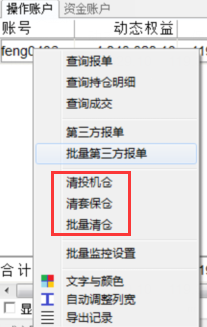 操作账户 资金账户
账号 动态权益
查询报单
查询持仓明细
查询成交
第三方报单
批量第三方报单
清投机仓
清套保仓
批量清仓
批量监控设置
合计
文字与颜色
自动调整列宽
显
导出记录